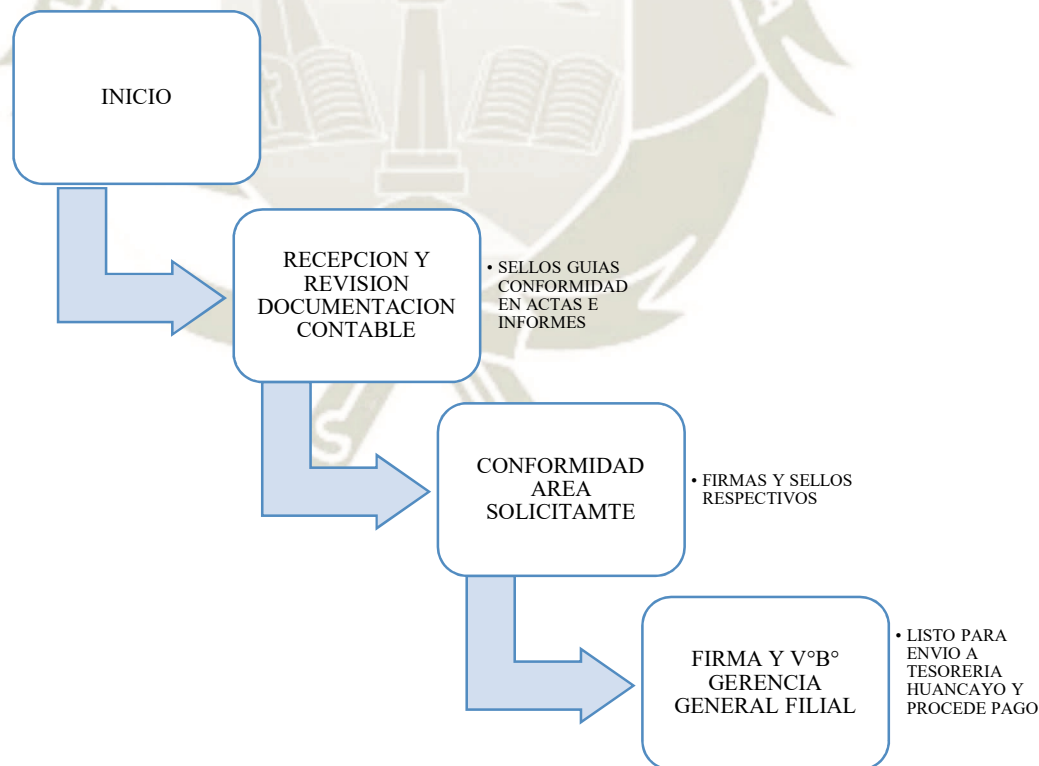 INICIO
RECEPCION Y
REVISION
DOCUMENTACION
CONTABLE
• SELLOS GUIAS
CONFORMIDAD
EN ACTAS E
INFORMES
CONFORMIDAD
AREA
SOLICITAMTE
• FIRMAS Y SELLOS
RESPECTIVOS
FIRMA Y V°B°
GERENCIA
GENERAL FILIAL
• LISTO PARA
ENVIO A
TESORERIA
HUANCAYO Y
PROCEDE PAGO